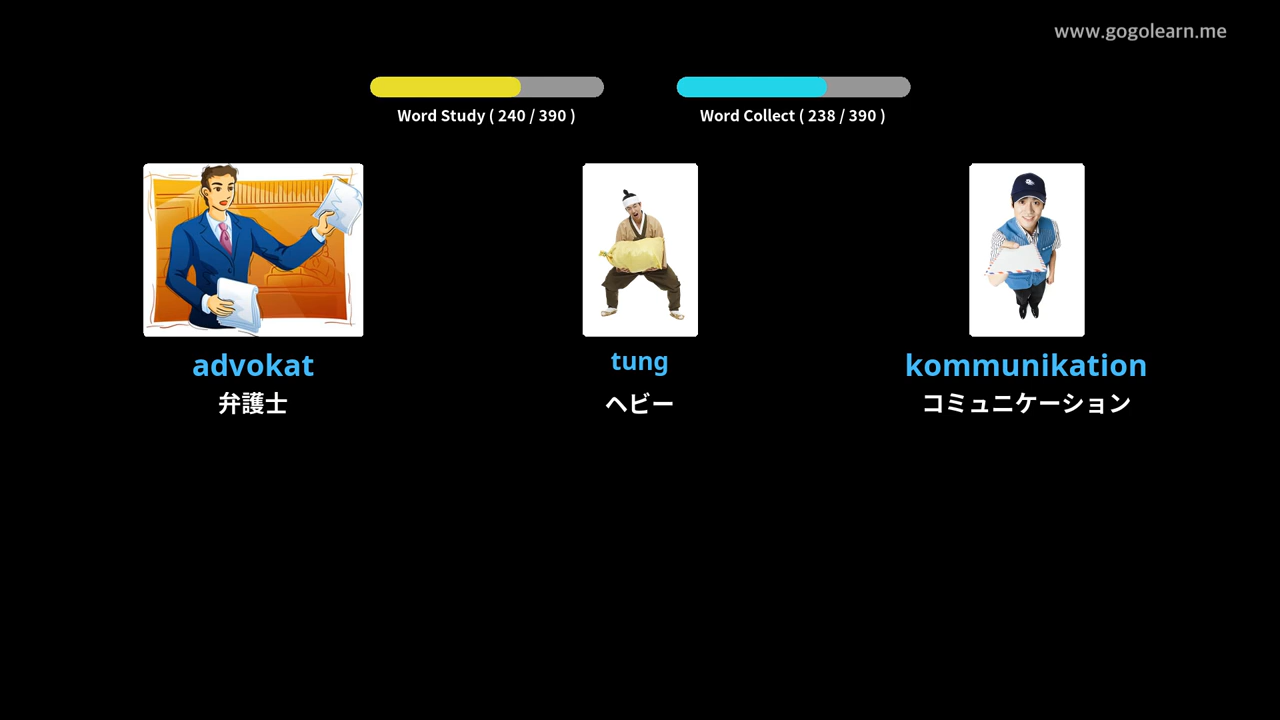 www.gogolearn.me
Word Study ( 240 / 390 )
Word Collect ( 238 / 390 )
advokat
弁護士
tung
ヘビー
kommunikation
コミュニケーション